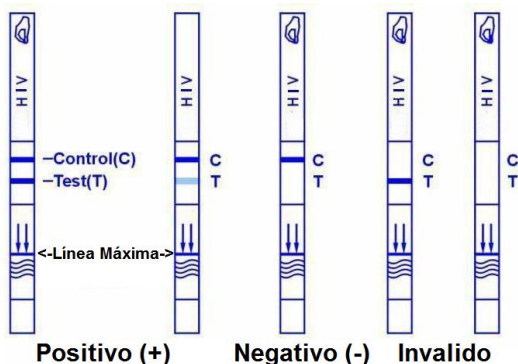 HIV
HIV
HIV
HIV
HIV
–Control(C)
C
C
C
C
–Test(T)
T
T
T
T
<-Línea Máxima->
Positivo (+)
Negativo (-)
Invalido